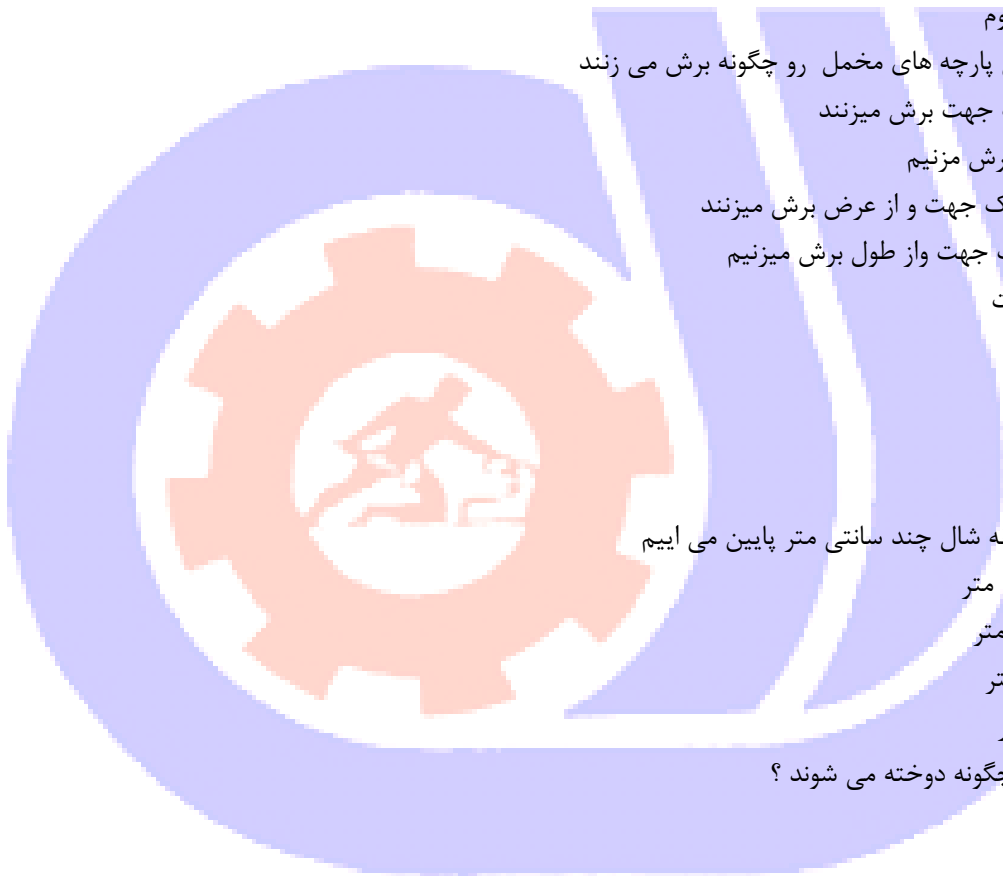 وم
پارچه های مخمل رو چگونه برش می زنند
جهت برش میزنند
رش مزنیم
ک جهت و از عرض برش میزنند
جهت واز طول برش میزنیم
ت
ه شال چند سانتی متر پایین می اییم
متر
متر
تر
ر
چگونه دوخته می شوند ؟